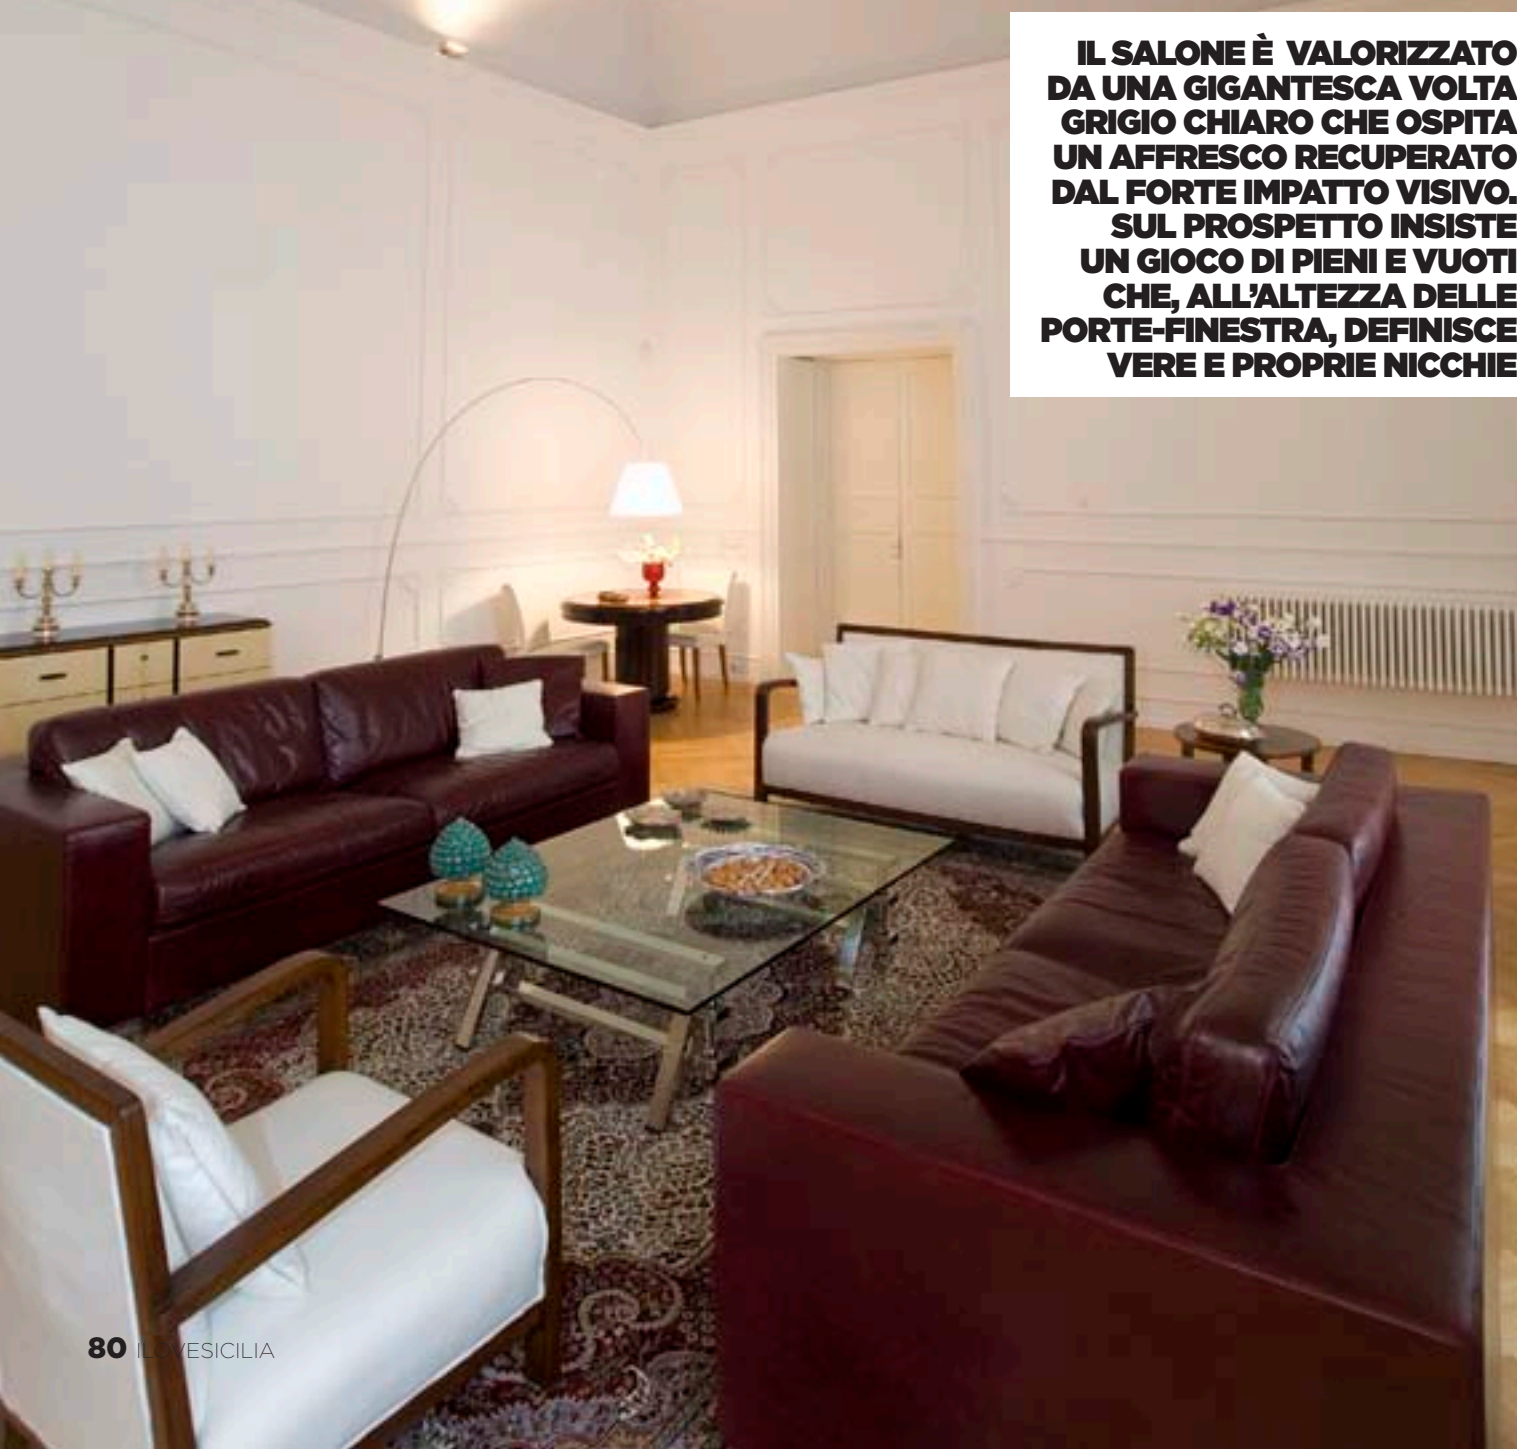 IL SALONE È VALORIZZATO
DA UNA GIGANTESCA VOLTA
GRIGIO CHIARO CHE OSPITA
UN AFFRESCO RECUPERATO
DAL FORTE IMPATTO VISIVO.
SUL PROSPETTO INSISTE
UN GIOCO DI PIENI E VUOTI
CHE, ALL’ALTEZZA DELLE
PORTE-FINESTRA, DEFINISCE
VERE E PROPRIE NICCHIE
80 ILOVESICILIA